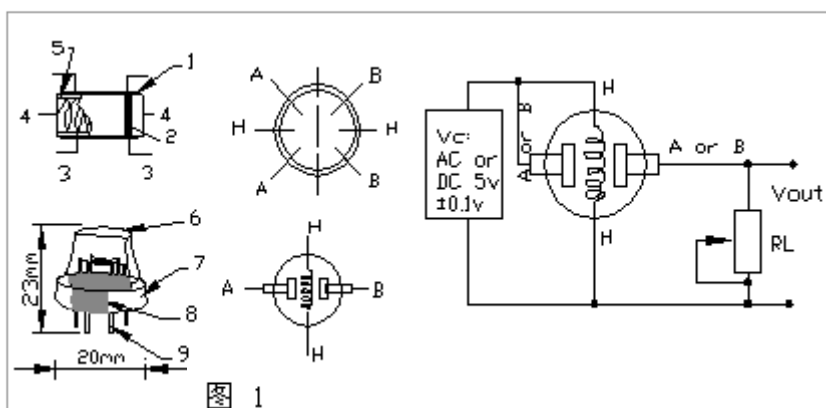 5
1
4
4
2
3
3
A
B
H
H
A
B
6
7
8
9
23mm
20mm
H
A
B
H
图 1
Vc:
AC or
DC 5v
±0.1v
A or B
H
A or B
H
Vout
RL